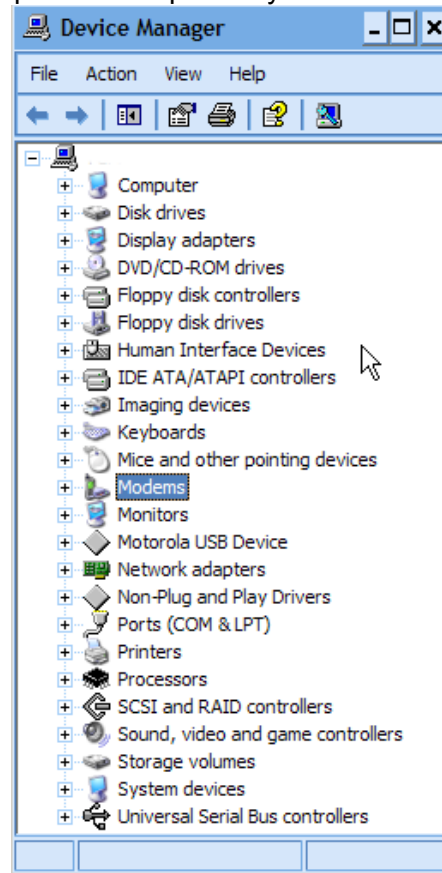 Device Manager
File Action View Help
Computer
Disk drives
Display adapters
DVD/CD-ROM drives
Floppy disk controllers
Floppy disk drives
Human Interface Devices
IDE ATA/ATAPI controllers
Imaging devices
Keyboards
Mice and other pointing devices
Modems
Monitors
Motorola USB Device
Network adapters
Non-Plug and Play Drivers
Ports (COM & LPT)
Printers
Processors
SCSI and RAID controllers
Sound, video and game controllers
Storage volumes
System devices
Universal Serial Bus controllers